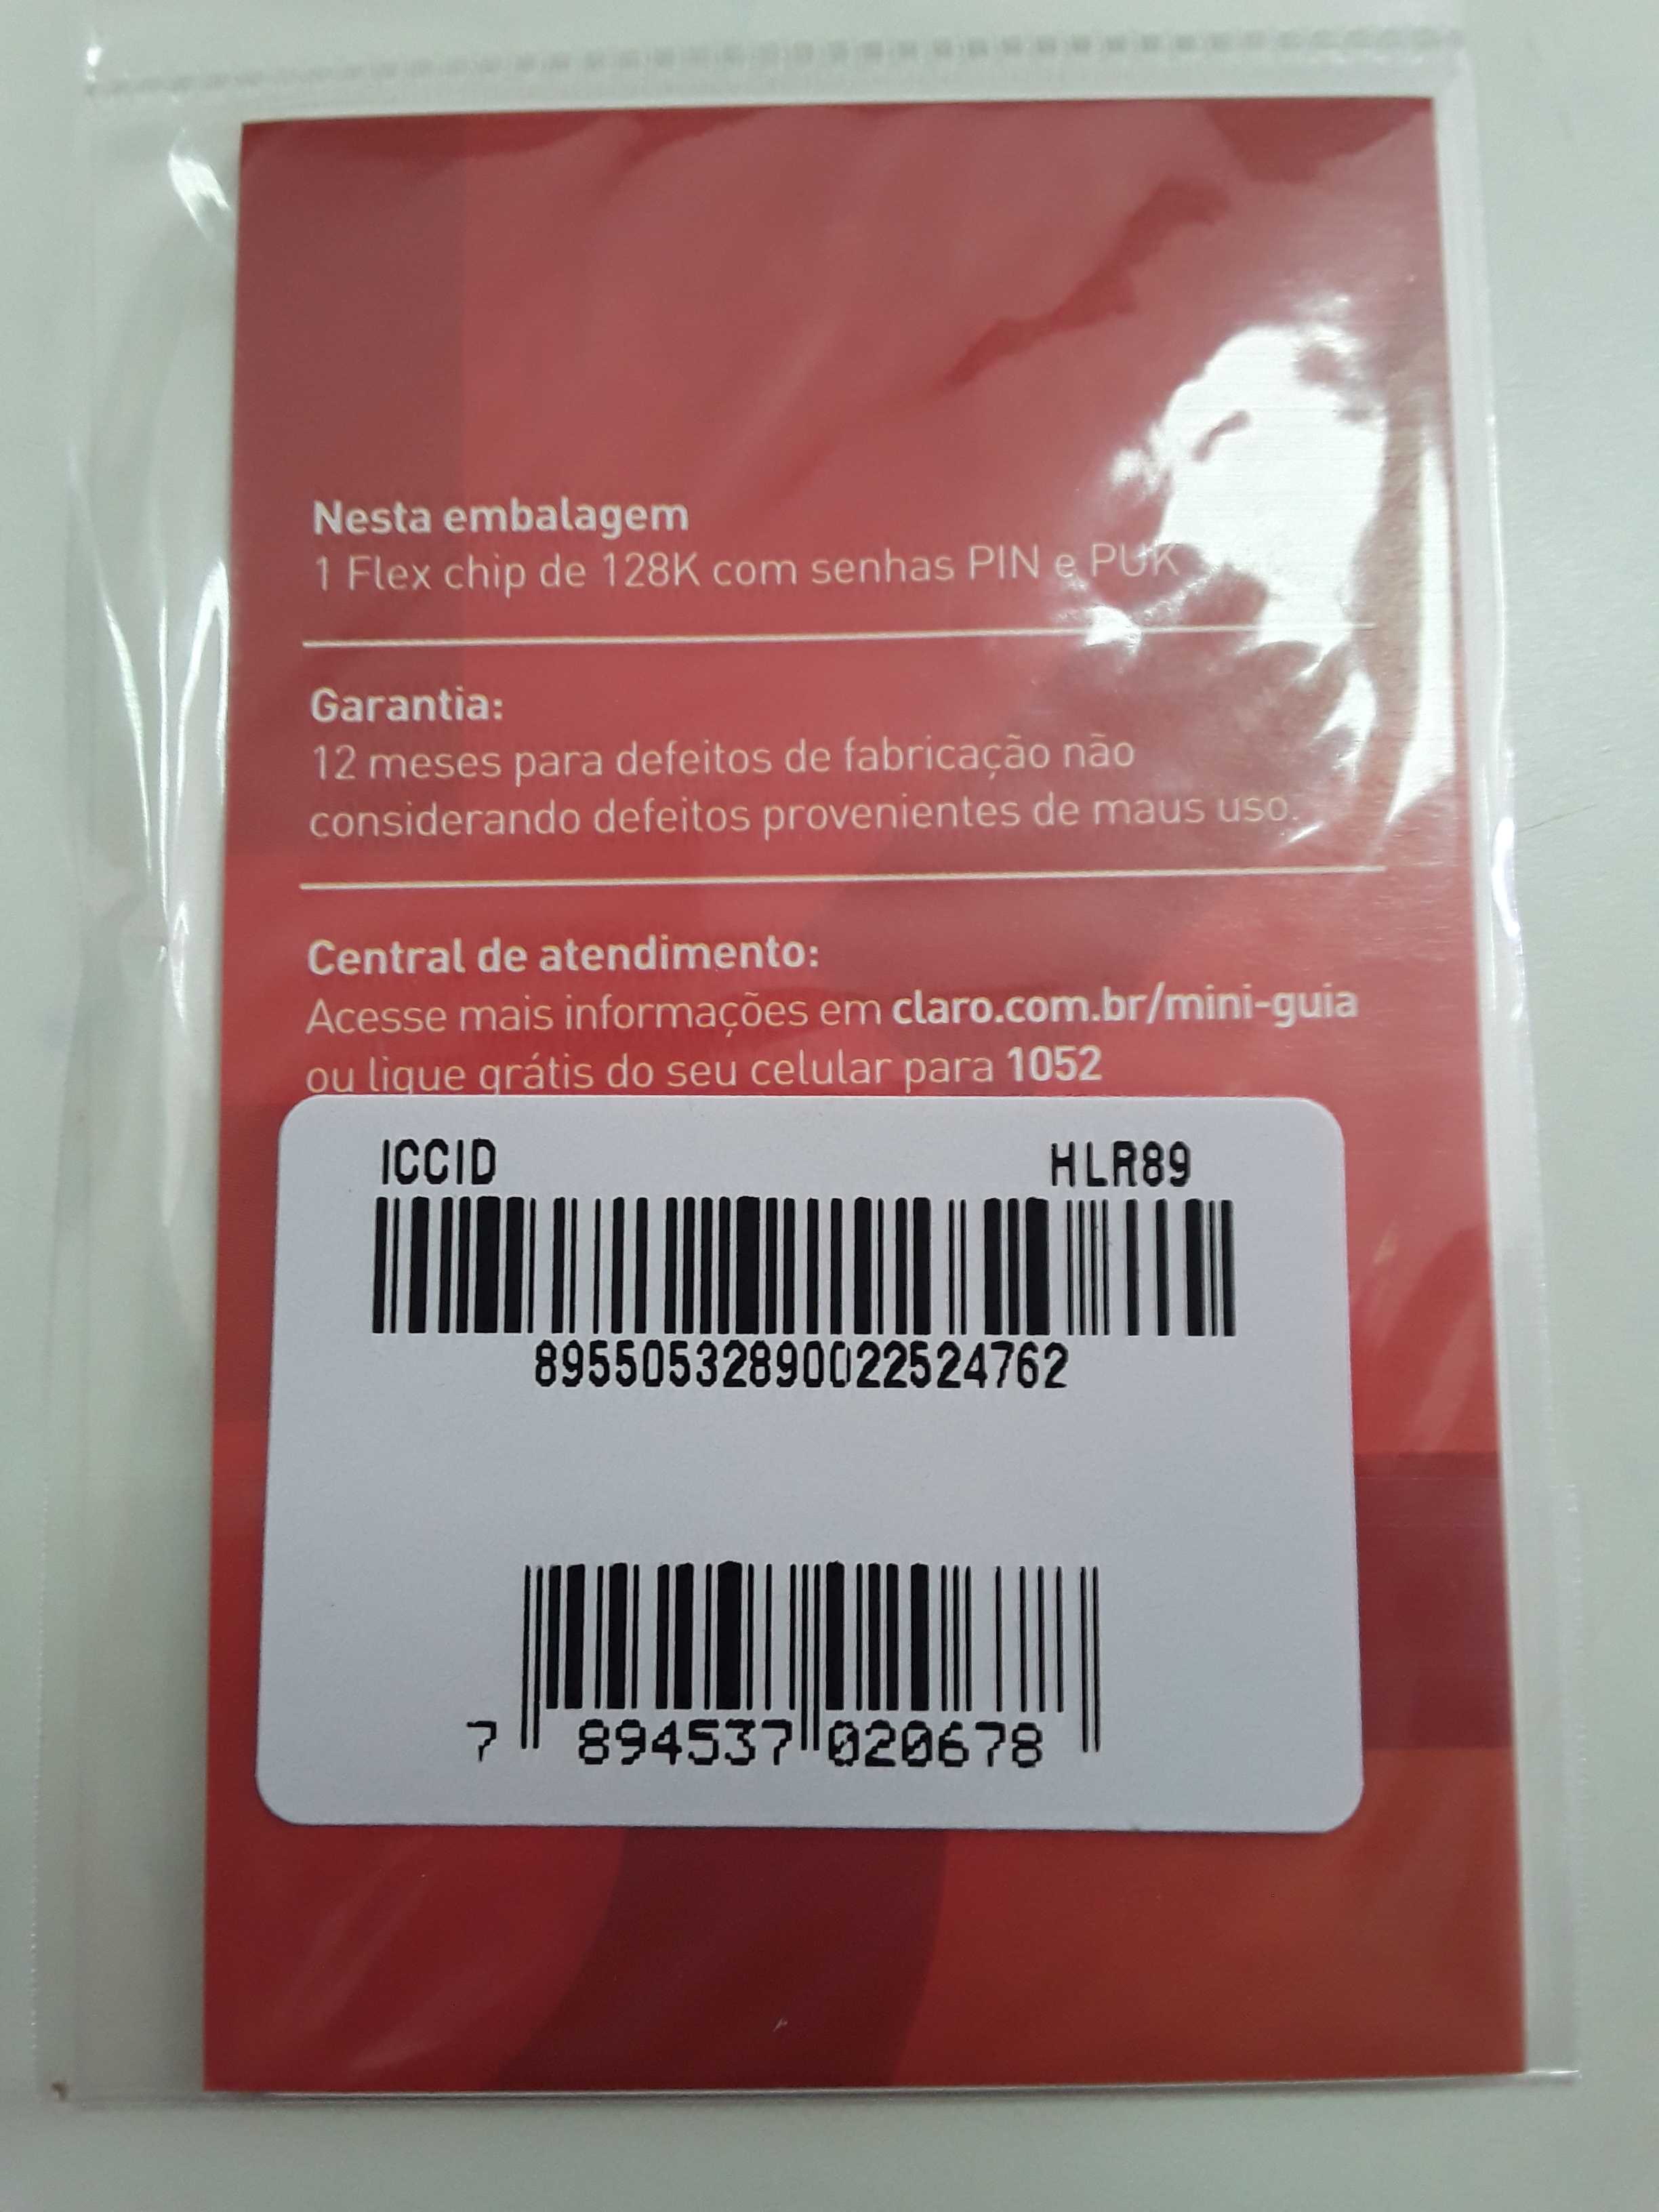 Nesta embalagem
1 Flex chip de 128K com senhas PIN e PUK
Garantia:
12 meses para defeitos de fabricação não
considerando defeitos provenientes de maus uso.
Central de atendimento:
Acesse mais informações em claro.com.br/mini-guia
ou ligue grátis do seu celular para 1052
ICCID HLR89
89550532890022524762
7 894537 020678